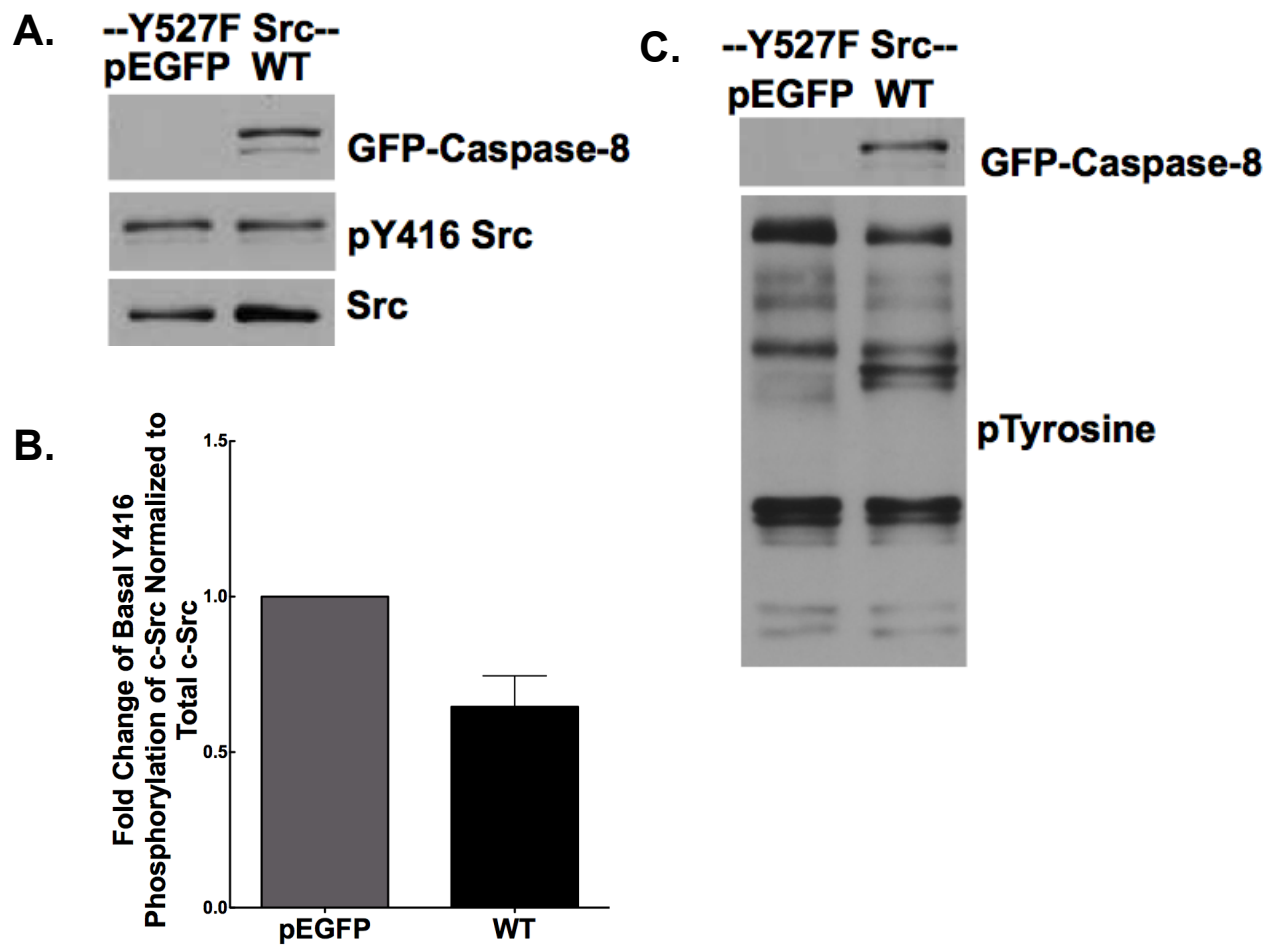 A.
--Y527F Src--
pEGFP WT
GFP-Caspase-8
pY416 Src
Src
B.
Fold Change of Basal Y416
Phosphorylation of c-Src Normalized to
Total c-Src
1.5
1.0
0.5
0.0
pEGFP WT
C.
--Y527F Src--
pEGFP WT
GFP-Caspase-8
pTyrosine